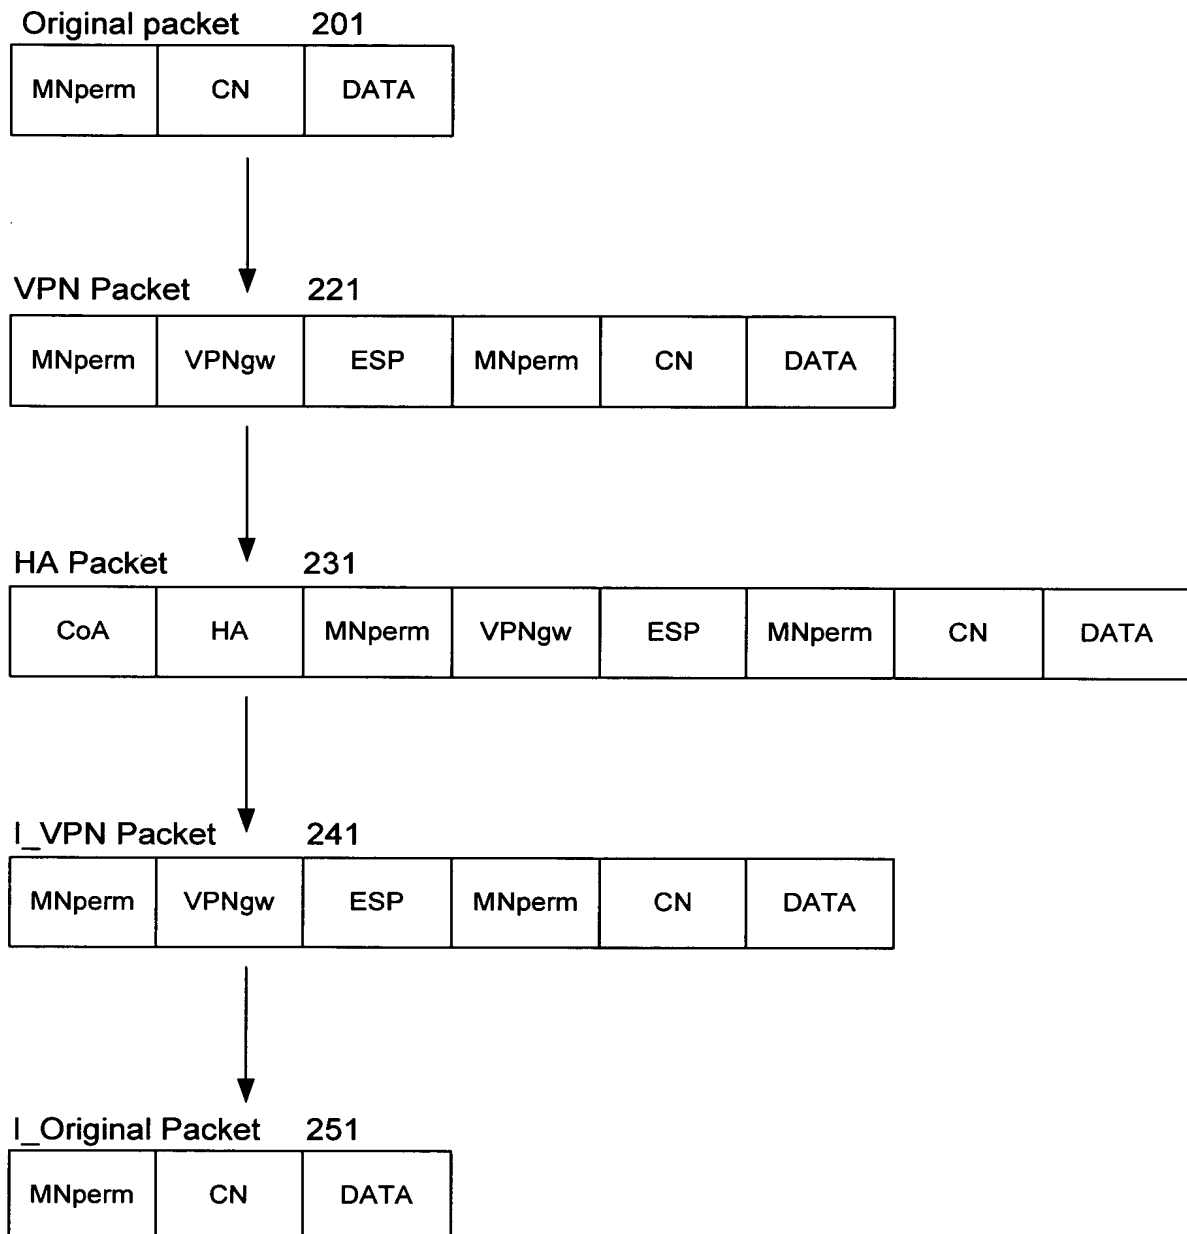 Original packet 201
MNperm CN DATA
VPN Packet 221
MNperm VPNgw ESP MNperm CN DATA
HA Packet 231
CoA HA MNperm VPNgw ESP MNperm CN DATA
I_VPN Packet 241
MNperm VPNgw ESP MNperm CN DATA
I_Original Packet 251
MNperm CN DATA